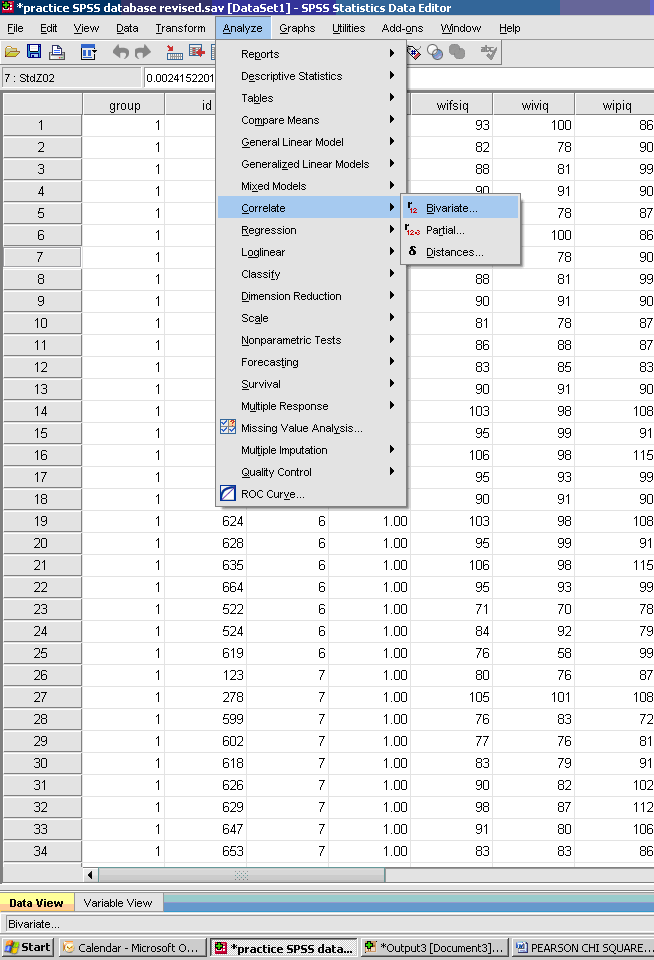 *practice SPSS database revised.sav [DataSet1] - SPSS Statistics Data Editor
File Edit View Data Transform Analyze Graphs Utilities Add-ons Window Help
7 : StdZ02 0.0024152201
group id wifsiq wiviq wipiq
Reports
Descriptive Statistics
Tables
Compare Means
General Linear Model
Generalized Linear Models
Mixed Models
Correlate
Regression
Loglinear
Classify
Dimension Reduction
Scale
Nonparametric Tests
Forecasting
Survival
Multiple Response
Missing Value Analysis...
Multiple Imputation
Quality Control
ROC Curve...
r12 Bivariate...
r12•3 Partial...
δ Distances...
1 1 93 100 86
2 1 82 78 90
3 1 88 81 99
4 1 90 91 90
5 1 78 87
6 1 100 86
7 1 78 90
8 1 88 81 99
9 1 90 91 90
10 1 81 78 87
11 1 86 88 87
12 1 83 85 83
13 1 90 91 90
14 1 103 98 108
15 1 95 99 91
16 1 106 98 115
17 1 95 93 99
18 1 90 91 90
19 1 624 6 1.00 103 98 108
20 1 628 6 1.00 95 99 91
21 1 635 6 1.00 106 98 115
22 1 664 6 1.00 95 93 99
23 1 522 6 1.00 71 70 78
24 1 524 6 1.00 84 92 79
25 1 619 6 1.00 76 58 99
26 1 123 7 1.00 80 76 87
27 1 278 7 1.00 105 101 108
28 1 599 7 1.00 76 83 72
29 1 602 7 1.00 77 76 81
30 1 618 7 1.00 83 79 91
31 1 626 7 1.00 90 82 102
32 1 629 7 1.00 98 87 112
33 1 647 7 1.00 91 80 106
34 1 653 7 1.00 83 83 86
Data View Variable View
Bivariate...
Start Calendar - Microsoft O... *practice SPSS data... *Output3 [Document3]... PEARSON CHI SQUARE...